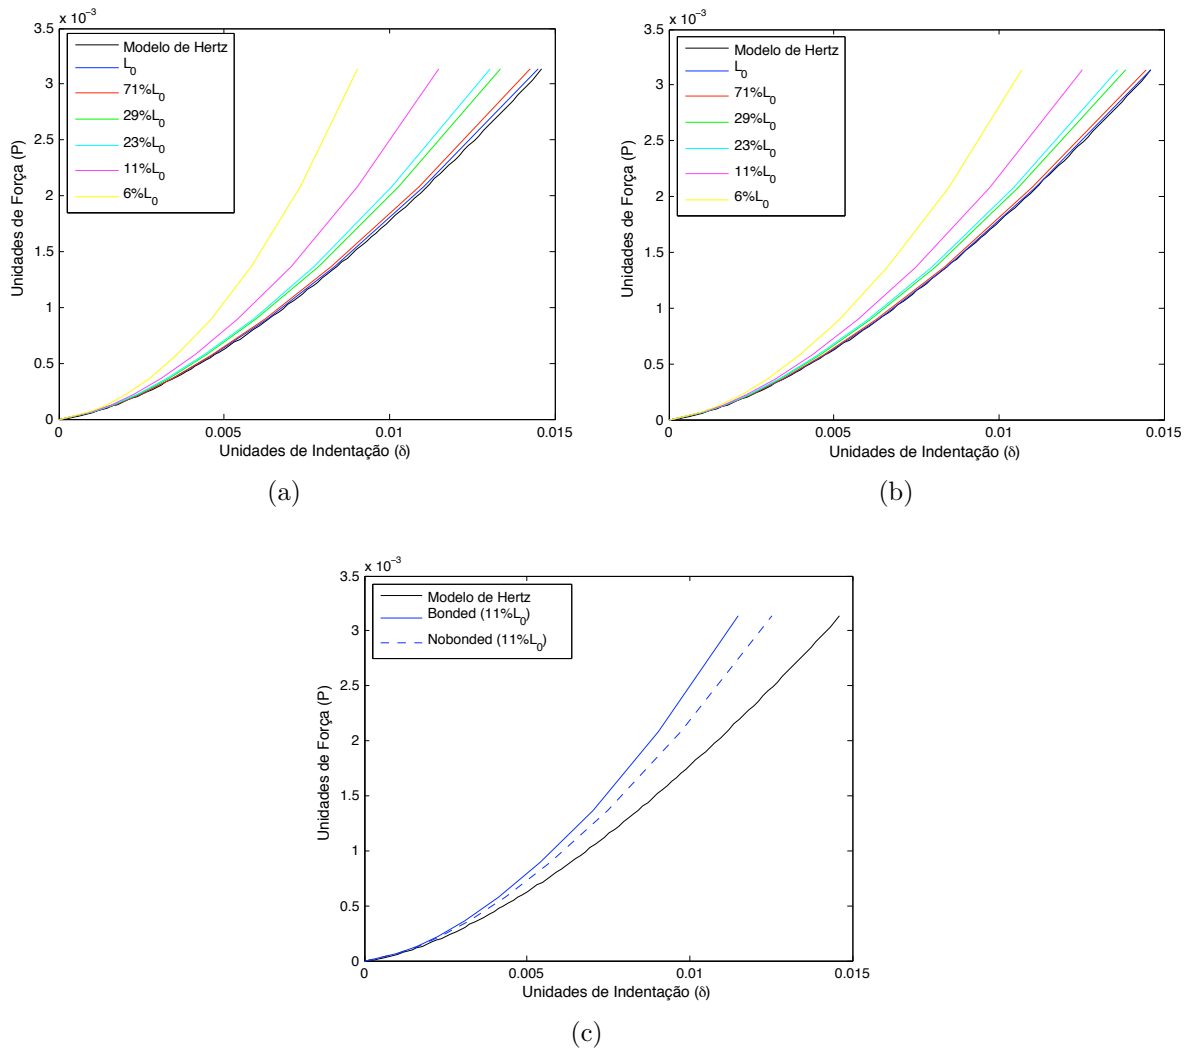 x 10⁻³
3.5
3
2.5
2
1.5
1
0.5
0
Unidades de Força (P)
Modelo de Hertz
L₀
71%L₀
29%L₀
23%L₀
11%L₀
6%L₀
0
0.005
0.01
0.015
Unidades de Indentação (δ)
(a)
x 10⁻³
3.5
3
2.5
2
1.5
1
0.5
0
Unidades de Força (P)
Modelo de Hertz
L₀
71%L₀
29%L₀
23%L₀
11%L₀
6%L₀
0
0.005
0.01
0.015
Unidades de Indentação (δ)
(b)
x 10⁻³
3.5
3
2.5
2
1.5
1
0.5
0
Unidades de Força (P)
Modelo de Hertz
Bonded (11%L₀)
Nobonded (11%L₀)
0
0.005
0.01
0.015
Unidades de Indentação (δ)
(c)